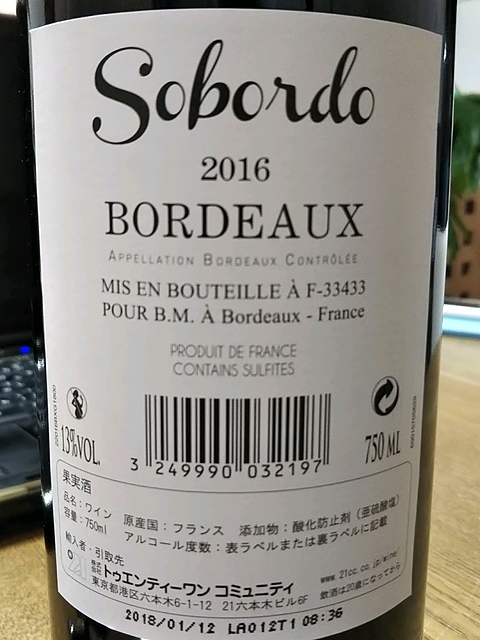 Sobordo
2016
BORDEAUX
APPELLATION BORDEAUX CONTRÔLÉE
MIS EN BOUTEILLE À F-33433
POUR B.M. À Bordeaux - France
PRODUIT DE FRANCE
CONTAINS SULFITES
13%VOL.
750 ML
3 249990 032197
果実酒
品名：ワイン
容量：750ml
原産国：フランス 添加物：酸化防止剤（亜硫酸塩）
アルコール度数：表ラベルまたは裏ラベルに記載
輸入者・引取先
株式会社 トゥエンティーワン コミュニティ
東京都港区六本木6-1-12 21六本木ビル6F
www.21cc.co.jp/wine/
飲酒は20歳になってから
2018/01/12 LA012T1 08:36